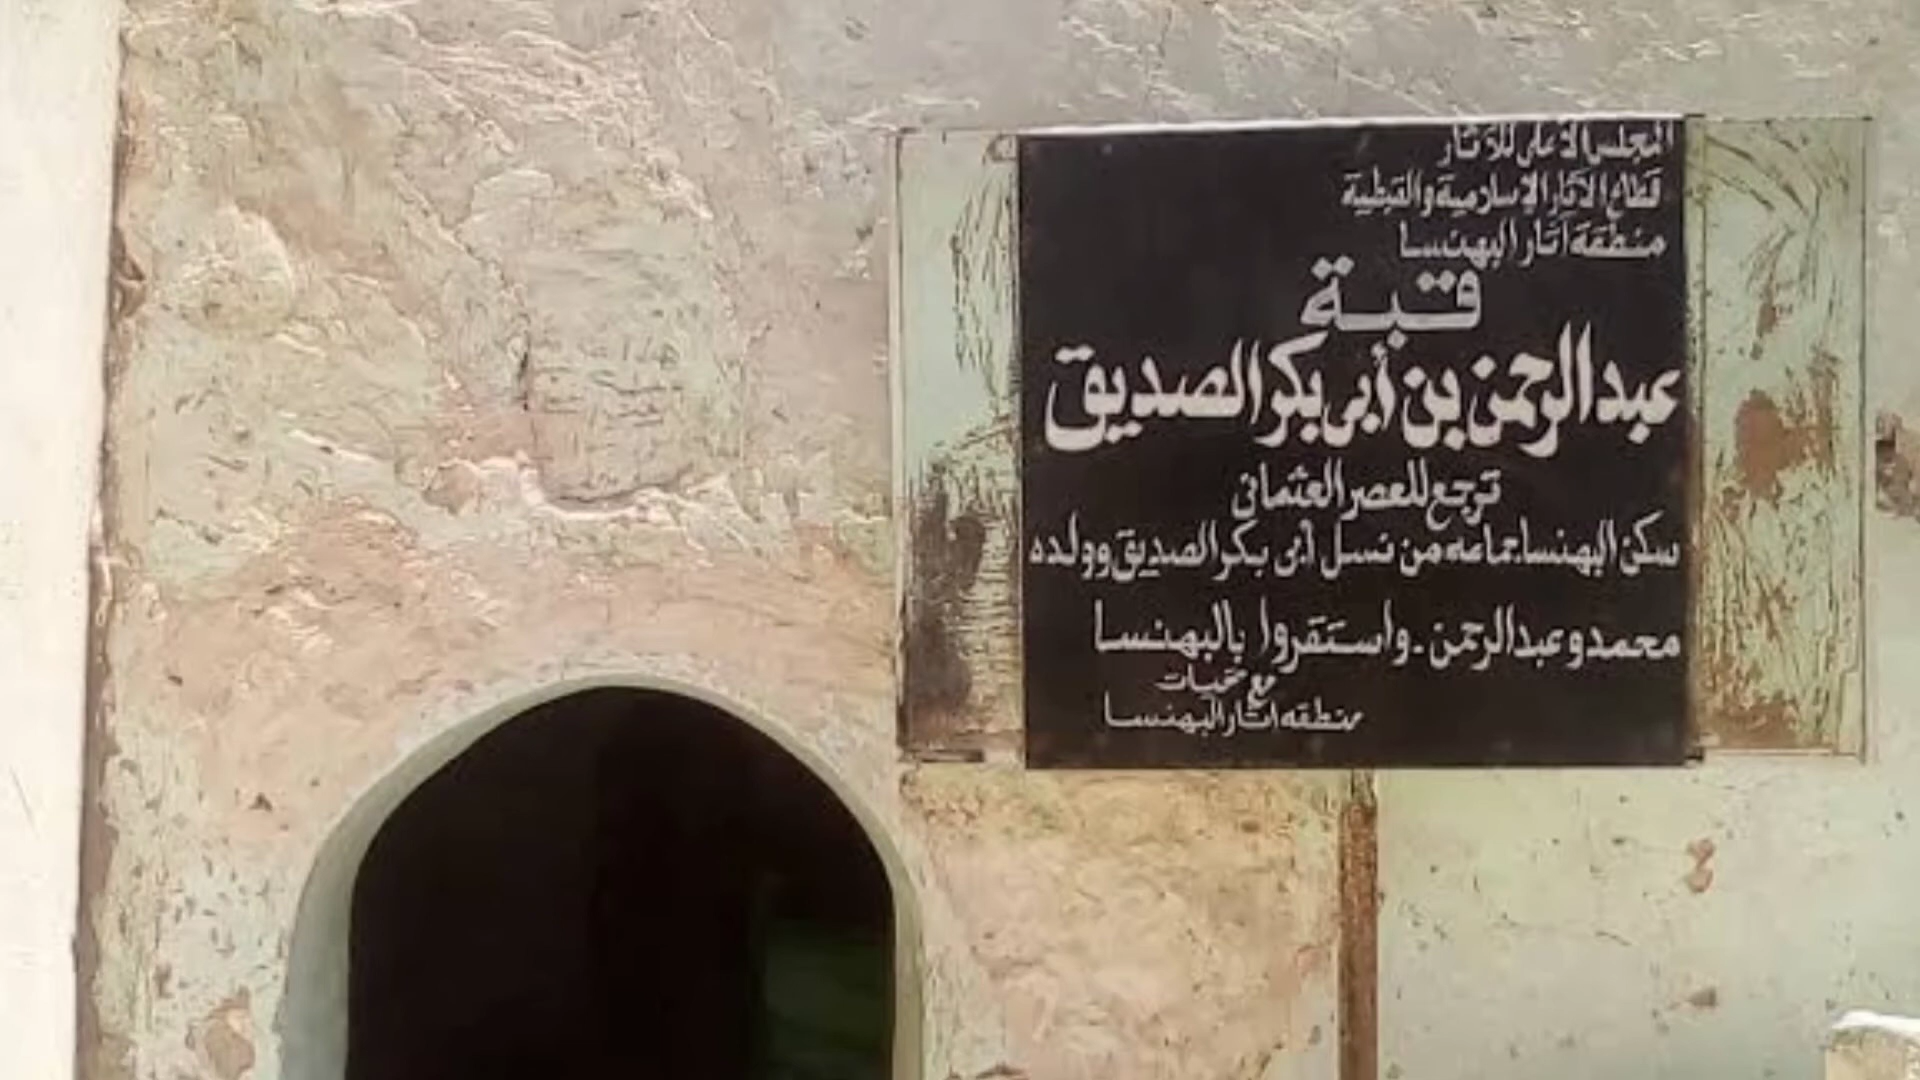 المجلس الأعلى للآثار
قطاع الآثار الإسلامية والقبطية
منطقة آثار البهنسا
قبة
عبدالرحمن بن أبى بكر الصديق
ترجع للعصر العثمانى
سكن البهنسا جماعه من نسل أبى بكر الصديق وولده
محمد وعبدالرحمن - واستقروا بالبهنسا
مع تحيات
منطقه اثار البهنسا